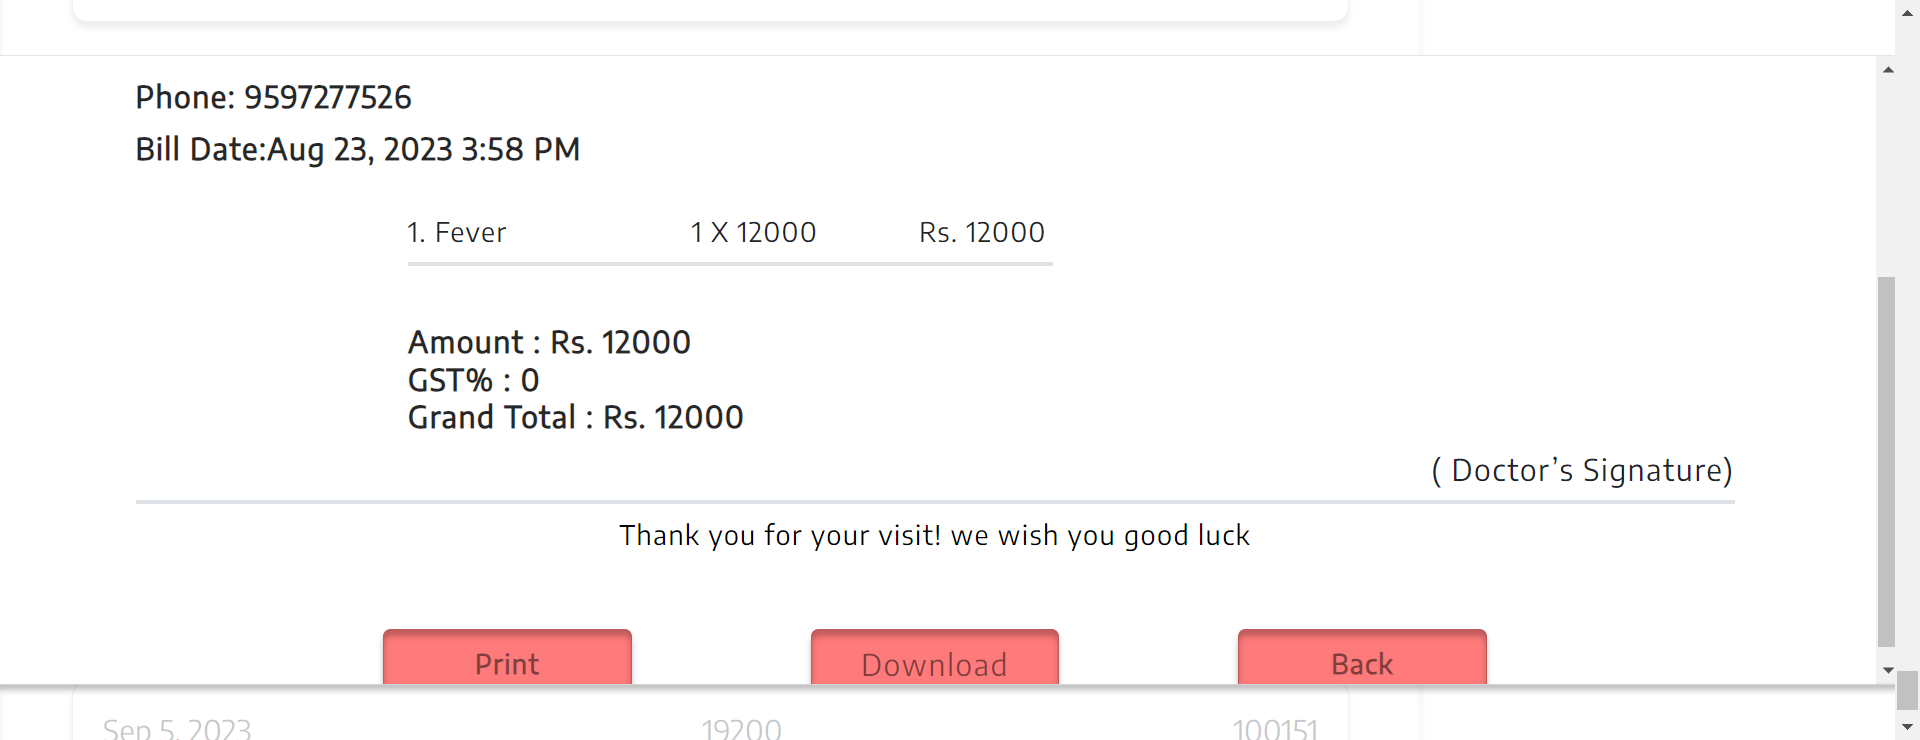 Phone: 9597277526
Bill Date:Aug 23, 2023 3:58 PM
1. Fever 1 X 12000 Rs. 12000
Amount : Rs. 12000
GST% : 0
Grand Total : Rs. 12000
( Doctor’s Signature)
Thank you for your visit! we wish you good luck
Print Download Back
Sep 5, 2023 19200 100151